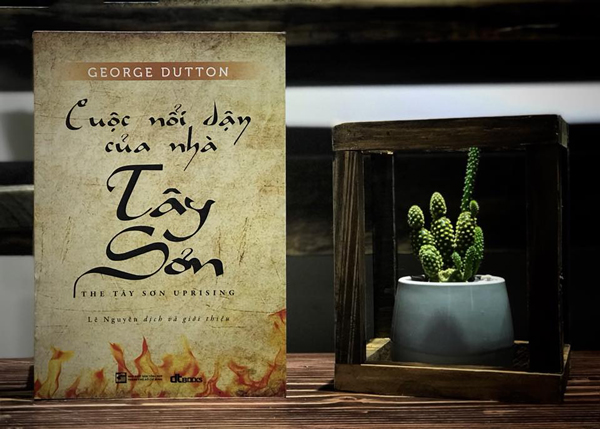 GEORGE DUTTON
Cuộc nổi dậy
của nhà
Tây
Sơn
THE TÂY SƠN UPRISING
Lê Nguyên dịch và giới thiệu
dtBOOKS